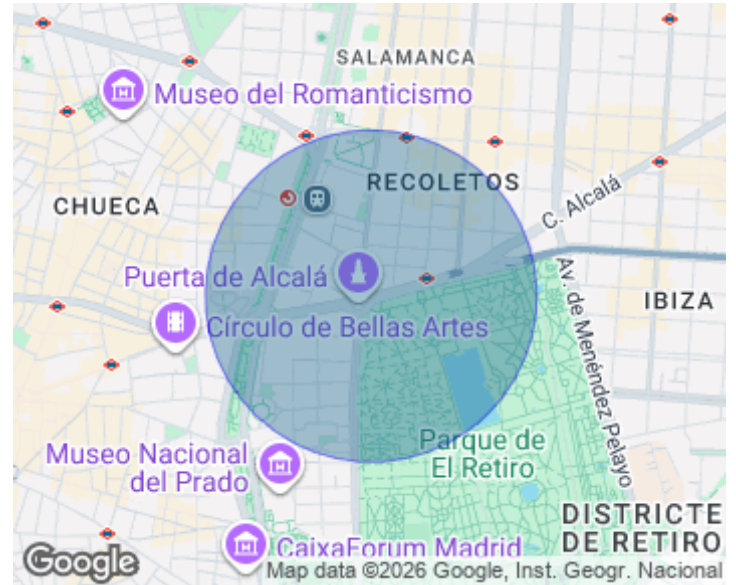 SALAMANCA
Museo del Romanticismo
RECOLETOS
CHUECA
C. Alcalá
Puerta de Alcalá
IBIZA
Círculo de Bellas Artes
Av. de Menéndez Pelayo
Museo Nacional
del Prado
Parque de
El Retiro
DISTRICTE
DE RETIRO
CaixaForum Madrid
Google
Map data ©2026 Google, Inst. Geogr. Nacional